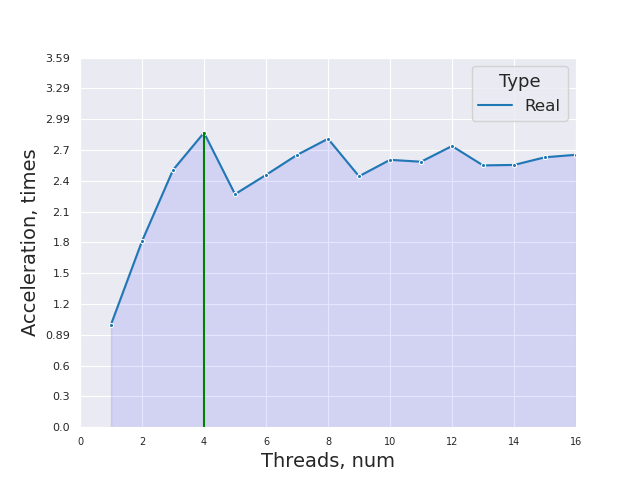 3.59
3.29
2.99
2.7
2.4
2.1
1.8
1.5
1.2
0.89
0.6
0.3
0.0
Acceleration, times
Type
Real
0 2 4 6 8 10 12 14 16
Threads, num